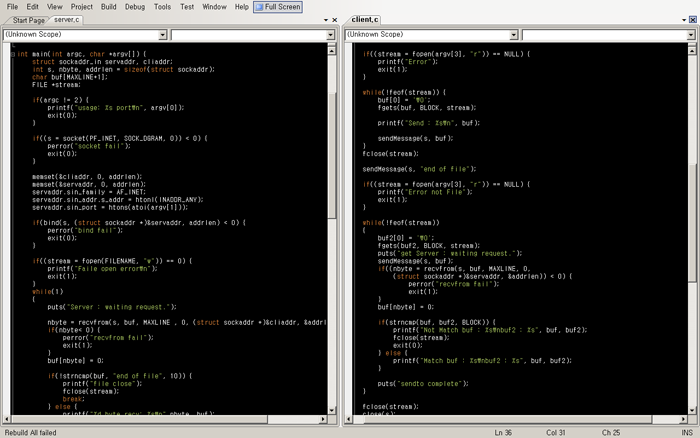 File Edit View Project Build Debug Tools Test Window Help Full Screen
Start Page server.c
(Unknown Scope)
int main(int argc, char *argv[]) {
struct sockaddr_in servaddr, cliaddr;
int s, nbyte, addrlen = sizeof(struct sockaddr);
char buf[MAXLINE+1];
FILE *stream;
if(argc != 2) {
printf("usage: %s port₩n", argv[0]);
exit(0);
}
if((s = socket(PF_INET, SOCK_DGRAM, 0)) < 0) {
perror("socket fail");
exit(0);
}
memset(&cliaddr, 0, addrlen);
memset(&servaddr, 0, addrlen);
servaddr.sin_family = AF_INET;
servaddr.sin_addr.s_addr = htonl(INADDR_ANY);
servaddr.sin_port = htons(atoi(argv[1]));
if(bind(s, (struct sockaddr *)&servaddr, addrlen) < 0) {
perror("bind fail");
exit(0);
}
if((stream = fopen(FILENAME, "w")) == 0) {
printf("Faile open error₩n");
exit(1);
}
while(1)
{
puts("Server : waiting request.");
nbyte = recvfrom(s, buf, MAXLINE , 0, (struct sockaddr *)&cliaddr, &addrl
if(nbyte< 0) {
perror("recvfrom fail");
exit(1);
}
buf[nbyte] = 0;
if(!strncmp(buf, "end of file", 10)) {
printf("file close");
fclose(stream);
break;
} else {
printf("%d byte recv: %s₩n",nbyte, buf);
client.c
(Unknown Scope)
if((stream = fopen(argv[3], "r")) == NULL) {
printf("Error");
exit(1);
}
while(!feof(stream)) {
buf[0] = '₩0';
fgets(buf, BLOCK, stream);
printf("Send : %s₩n", buf);
sendMessage(s, buf);
}
fclose(stream);
sendMessage(s, "end of file");
if((stream = fopen(argv[3], "r")) == NULL) {
printf("Error not File");
exit(1);
}
while(!feof(stream))
{
buf2[0] = '₩0';
fgets(buf2, BLOCK, stream);
puts("get Server : waiting request.");
sendMessage(s, buf);
if((nbyte = recvfrom(s, buf, MAXLINE, 0,
(struct sockaddr *)&servaddr, &addrlen)) < 0) {
perror("recvfrom fail");
exit(1);
}
buf[nbyte] = 0;
if(strncmp(buf, buf2, BLOCK)) {
printf("Not Match buf : %s₩nbuf2 : %s", buf, buf2);
fclose(stream);
exit(0);
} else {
printf("Match buf : %s₩nbuf2 : %s", buf, buf2);
}
puts("sendto complete");
}
fclose(stream);
close(s);
Rebuild All failed Ln 36 Col 31 Ch 25 INS